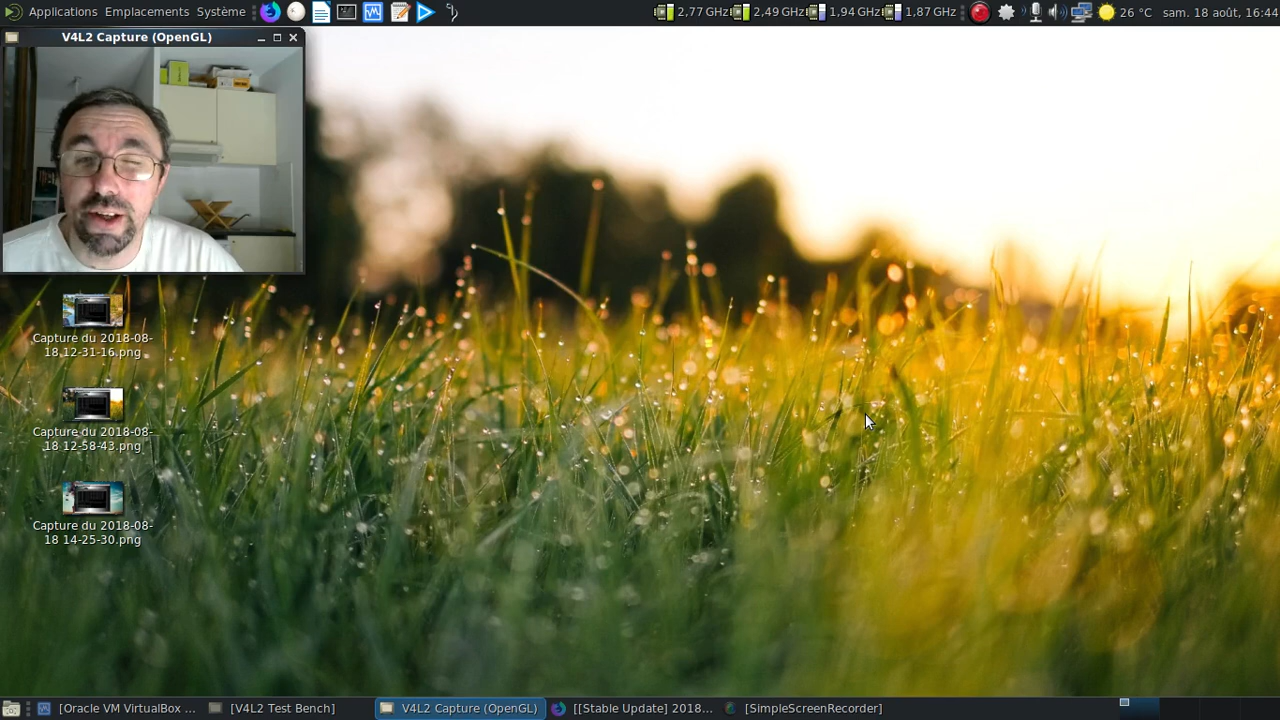 Applications Emplacements Système
2,77 GHz 2,49 GHz 1,94 GHz 1,87 GHz 26 °C sam. 18 août, 16:44
V4L2 Capture (OpenGL)
Capture du 2018-08-
18 12-31-16.png
Capture du 2018-08-
18 12-58-43.png
Capture du 2018-08-
18 14-25-30.png
[Oracle VM VirtualBox ... [V4L2 Test Bench] V4L2 Capture (OpenGL) [[Stable Update] 2018... [SimpleScreenRecorder]